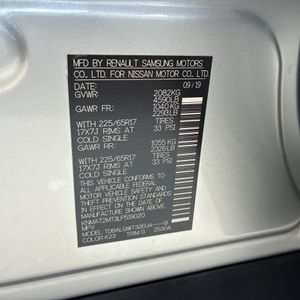 MFD BY RENAULT SAMSUNG MOTORS
CO., LTD. FOR NISSAN MOTOR CO., LTD.
DATE: 09/19
GVWR: 2082KG
4590LB
GAWR FR: 1040KG
2293LB
WITH 225/65R17 TIRES
17X7J RIMS AT 33 PSI
COLD SINGLE
GAWR RR: 1055KG
2326LB
WITH 225/65R17 TIRES
17X7J RIMS AT 33 PSI
COLD SINGLE
THIS VEHICLE CONFORMS TO
ALL APPLICABLE FEDERAL
MOTOR VEHICLE SAFETY AND
THEFT PREVENTION STANDARDS
IN EFFECT ON THE DATE OF
MANUFACTURE SHOWN ABOVE.
KNMAT2MT3LP519020
MPV
MODEL: TDBALGWT32EUA
COLOR: K23 TRIM: G